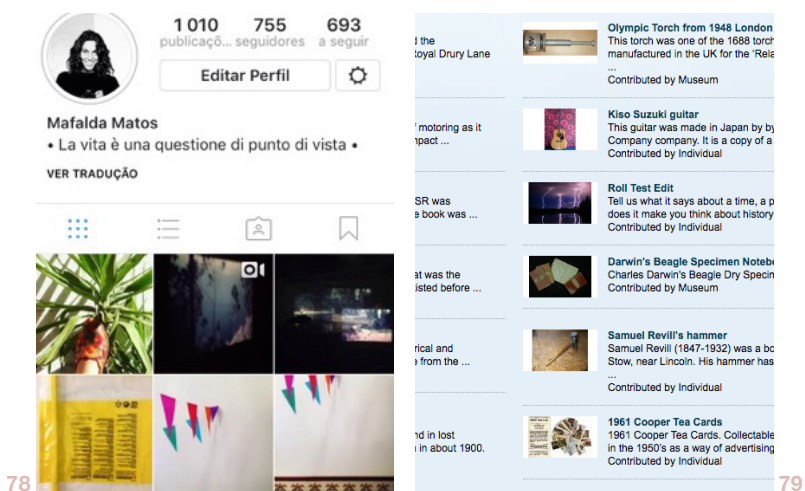 1 010 755 693
publicaçõ... seguidores a seguir
Editar Perfil
Mafalda Matos
• La vita è una questione di punto di vista •
VER TRADUÇÃO
78
d the
Royal Drury Lane
f motoring as it
npact ...
SR was
e book was ...
at was the
isted before ...
rical and
e from the ...
nd in lost
n in about 1900.
Olympic Torch from 1948 London
This torch was one of the 1688 torch
manufactured in the UK for the 'Rela
...
Contributed by Museum
Kiso Suzuki guitar
This guitar was made in Japan by by
Company company. It is a copy of a
Contributed by Individual
Roll Test Edit
Tell us what it says about a time, a p
does it make you think about history
Contributed by Individual
Darwin's Beagle Specimen Notebo
Charles Darwin's Beagle Dry Specin
Contributed by Museum
Samuel Revill's hammer
Samuel Revill (1847-1932) was a bo
Stow, near Lincoln. His hammer has
...
Contributed by Individual
1961 Cooper Tea Cards
1961 Cooper Tea Cards. Collectable
in the 1950's as a way of advertising
Contributed by Individual
79